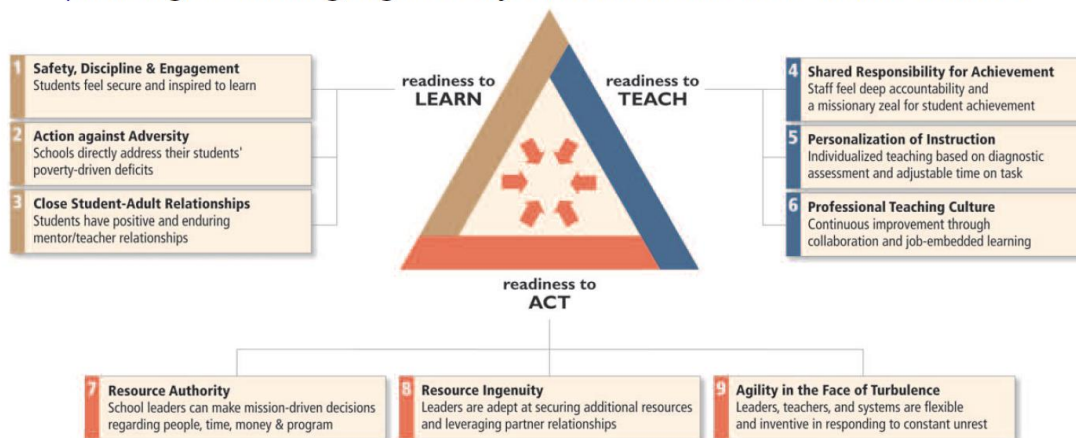 readiness to
LEARN
readiness to
TEACH
1 Safety, Discipline & Engagement
Students feel secure and inspired to learn
2 Action against Adversity
Schools directly address their students'
poverty-driven deficits
3 Close Student-Adult Relationships
Students have positive and enduring
mentor/teacher relationships
4 Shared Responsibility for Achievement
Staff feel deep accountability and
a missionary zeal for student achievement
5 Personalization of Instruction
Individualized teaching based on diagnostic
assessment and adjustable time on task
6 Professional Teaching Culture
Continuous improvement through
collaboration and job-embedded learning
readiness to
ACT
7 Resource Authority
School leaders can make mission-driven decisions
regarding people, time, money & program
8 Resource Ingenuity
Leaders are adept at securing additional resources
and leveraging partner relationships
9 Agility in the Face of Turbulence
Leaders, teachers, and systems are flexible
and inventive in responding to constant unrest